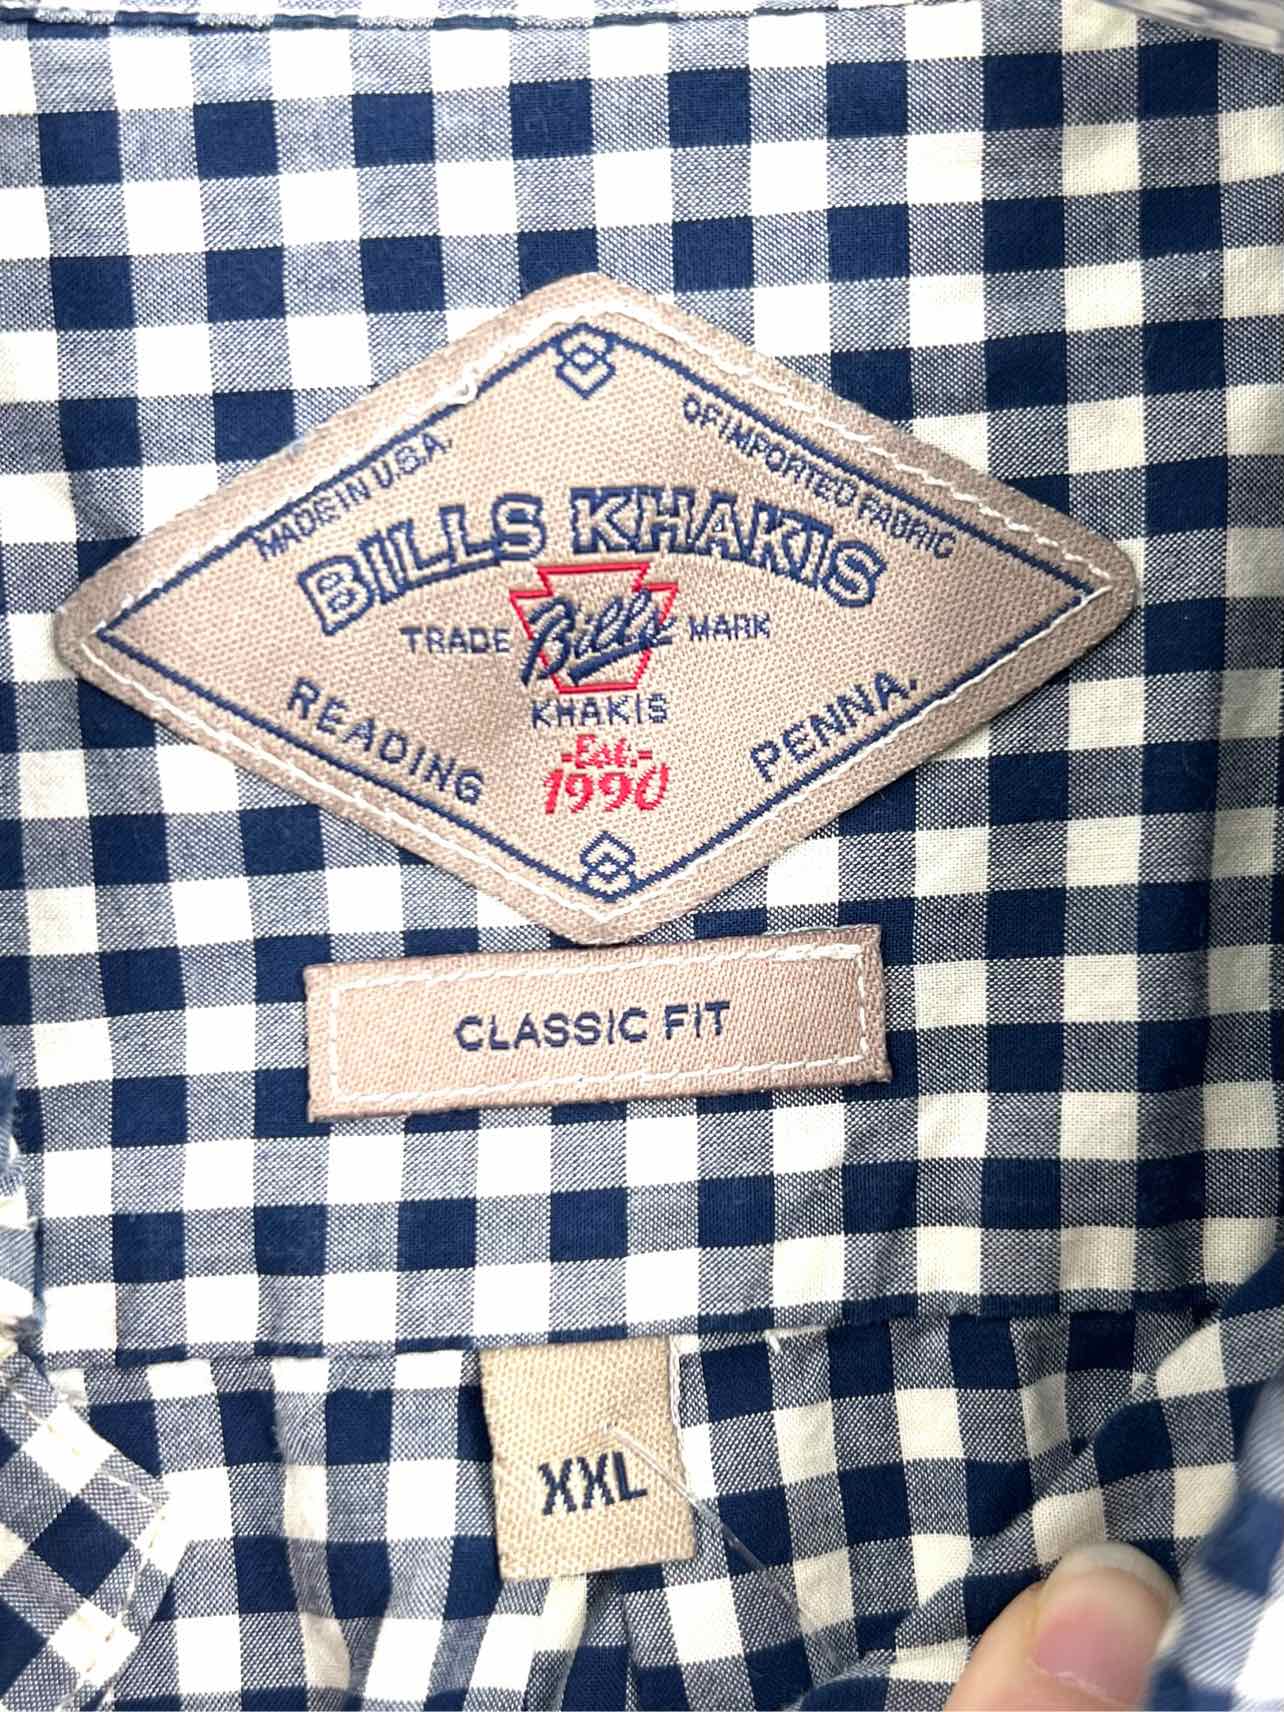 MADE IN U.S.A.
OF IMPORTED FABRIC
BILLS KHAKIS
TRADE Bills MARK
KHAKIS
-Est.-
1990
READING PENNA.
CLASSIC FIT
XXL